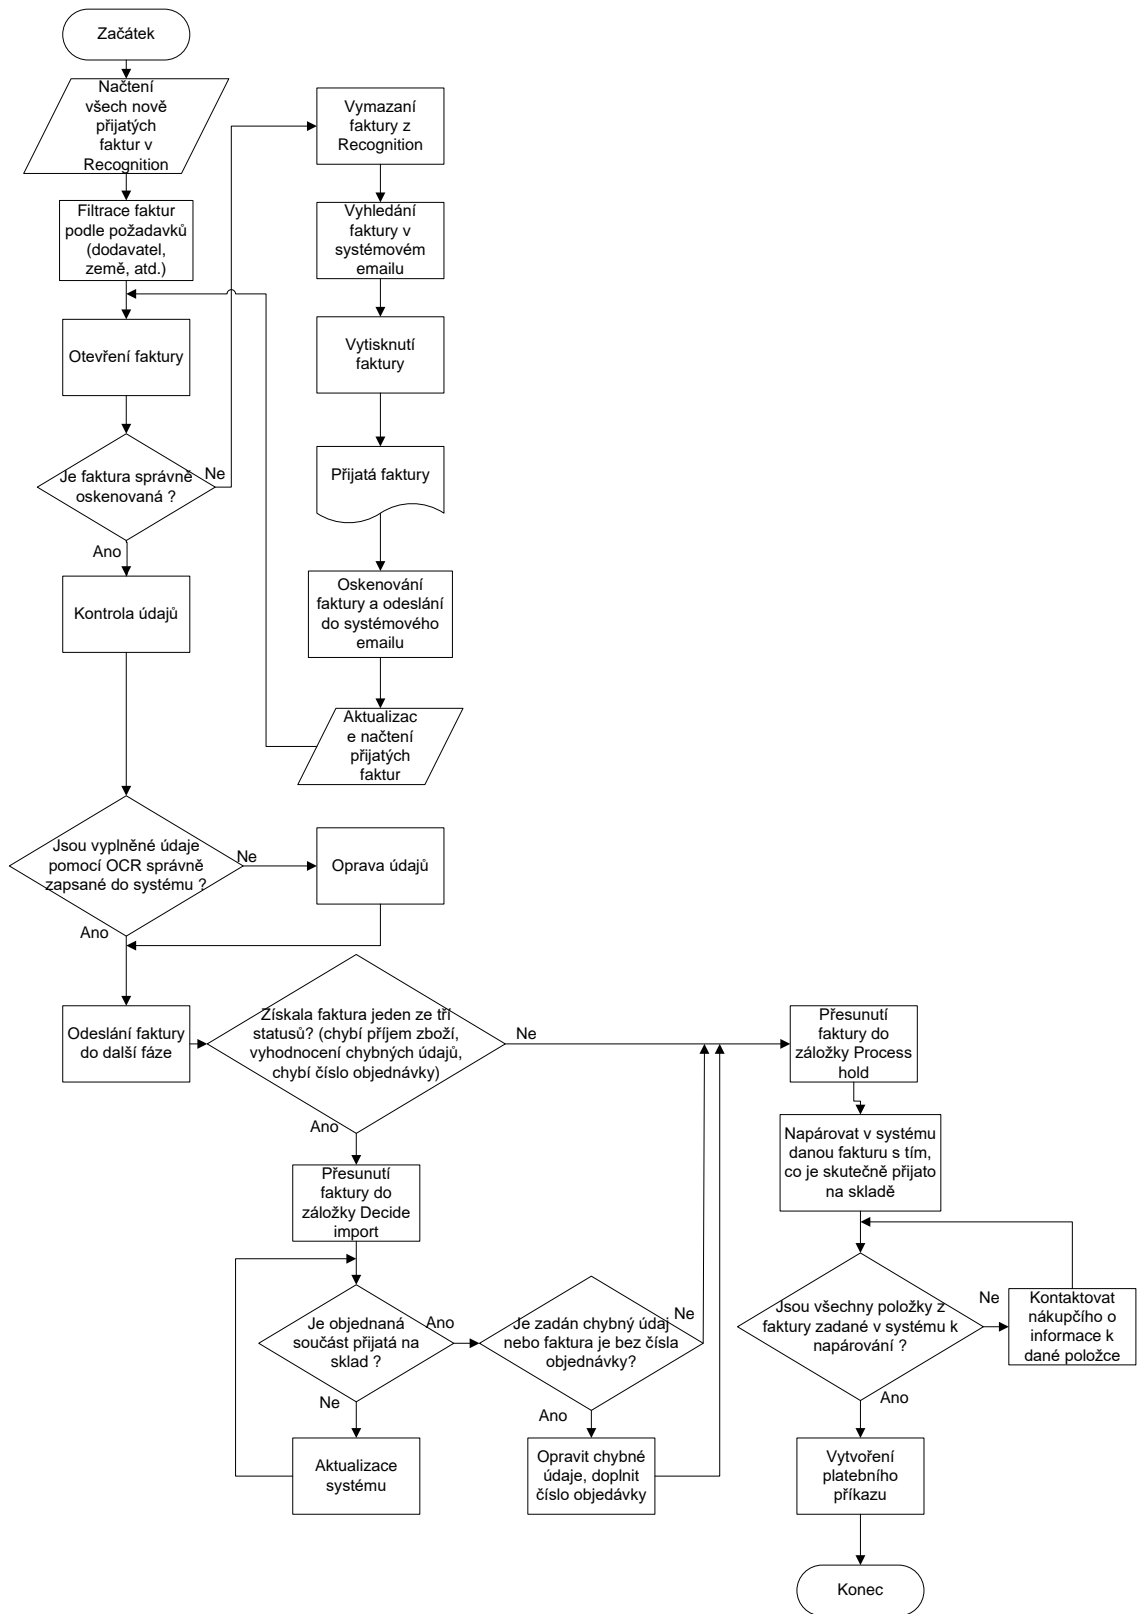 Začátek
Načtení
všech nově
přijatých
faktur v
Recognition
Filtrace faktur
podle požadavků
(dodavatel,
země, atd.)
Otevření faktury
Je faktura správně
oskenovaná ?
Ne
Ano
Kontrola údajů
Vymazaní
faktury z
Recognition
Vyhledání
faktury v
systémovém
emailu
Vytisknutí
faktury
Přijatá faktury
Oskenování
faktury a odeslání
do systémového
emailu
Aktualizac
e načtení
přijatých
faktur
Jsou vyplněné údaje
pomocí OCR správně
zapsané do systému ?
Ne
Ano
Oprava údajů
Odeslání faktury
do další fáze
Získala faktura jeden ze tří
statusů? (chybí příjem zboží,
vyhodnocení chybných údajů,
chybí číslo objednávky)
Ne
Ano
Přesunutí
faktury do
záložky Decide
import
Je objednaná
součást přijatá na
sklad ?
Ano
Ne
Aktualizace
systému
Je zadán chybný údaj
nebo faktura je bez čísla
objednávky?
Ne
Ano
Opravit chybné
údaje, doplnit
číslo objedávky
Přesunutí
faktury do
záložky Process
hold
Napárovat v systému
danou fakturu s tím,
co je skutečně přijato
na skladě
Jsou všechny položky z
faktury zadané v systému k
napárování ?
Ne
Ano
Kontaktovat
nákupčího o
informace k
dané položce
Vytvoření
platebního
příkazu
Konec